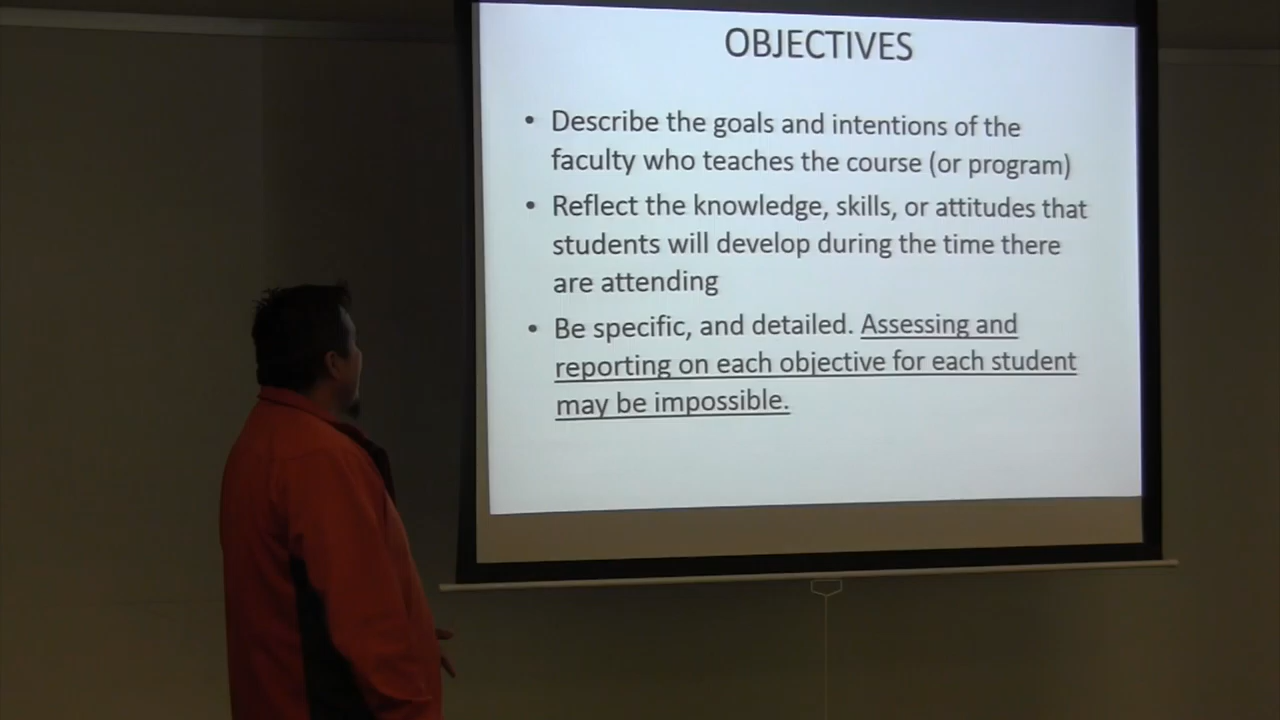 OBJECTIVES
• Describe the goals and intentions of the
faculty who teaches the course (or program)
• Reflect the knowledge, skills, or attitudes that
students will develop during the time there
are attending
• Be specific, and detailed. Assessing and
reporting on each objective for each student
may be impossible.